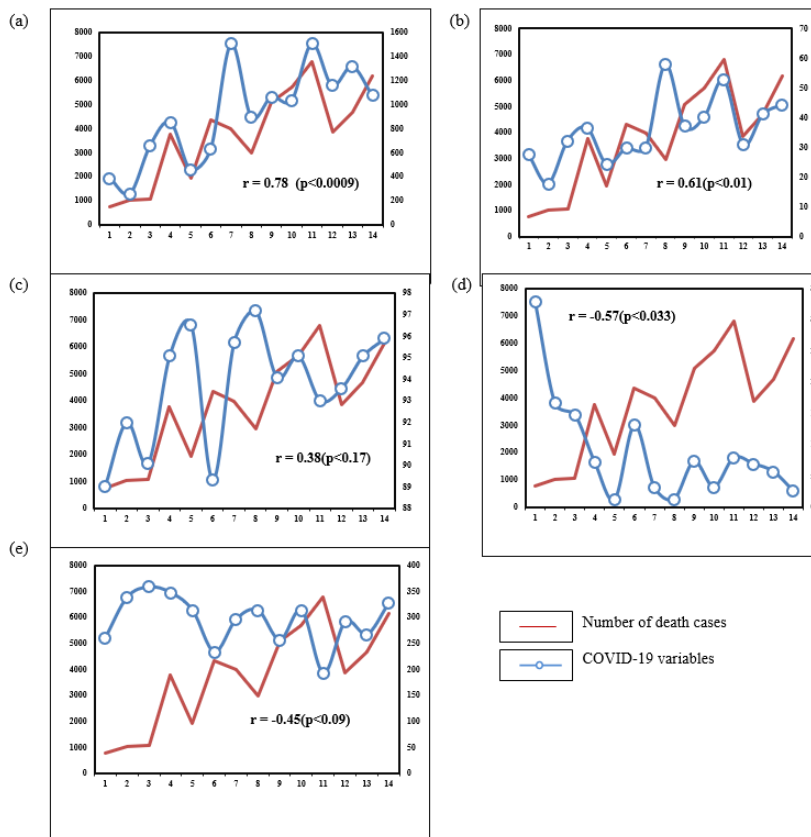 (a)
8000 1600
7000 1400
6000 1200
5000 1000
4000 800
3000 600
2000 400
1000 200
0 0
r = 0.78 (p<0.0009)
1 2 3 4 5 6 7 8 9 10 11 12 13 14
(b)
8000 70
7000 60
6000 50
5000 40
4000 30
3000 20
2000 10
1000 0
0
r = 0.61(p<0.01)
1 2 3 4 5 6 7 8 9 10 11 12 13 14
(c)
8000 98
7000 97
6000 96
5000 95
4000 94
3000 93
2000 92
1000 91
0 90
89
88
r = 0.38(p<0.17)
1 2 3 4 5 6 7 8 9 10 11 12 13 14
(d)
8000
7000
6000
5000
4000
3000
2000
1000
0
r = -0.57(p<0.033)
1 2 3 4 5 6 7 8 9 10 11 12 13 14
(e)
8000 400
7000 350
6000 300
5000 250
4000 200
3000 150
2000 100
1000 50
0 0
r = -0.45(p<0.09)
1 2 3 4 5 6 7 8 9 10 11 12 13 14
Number of death cases
COVID-19 variables